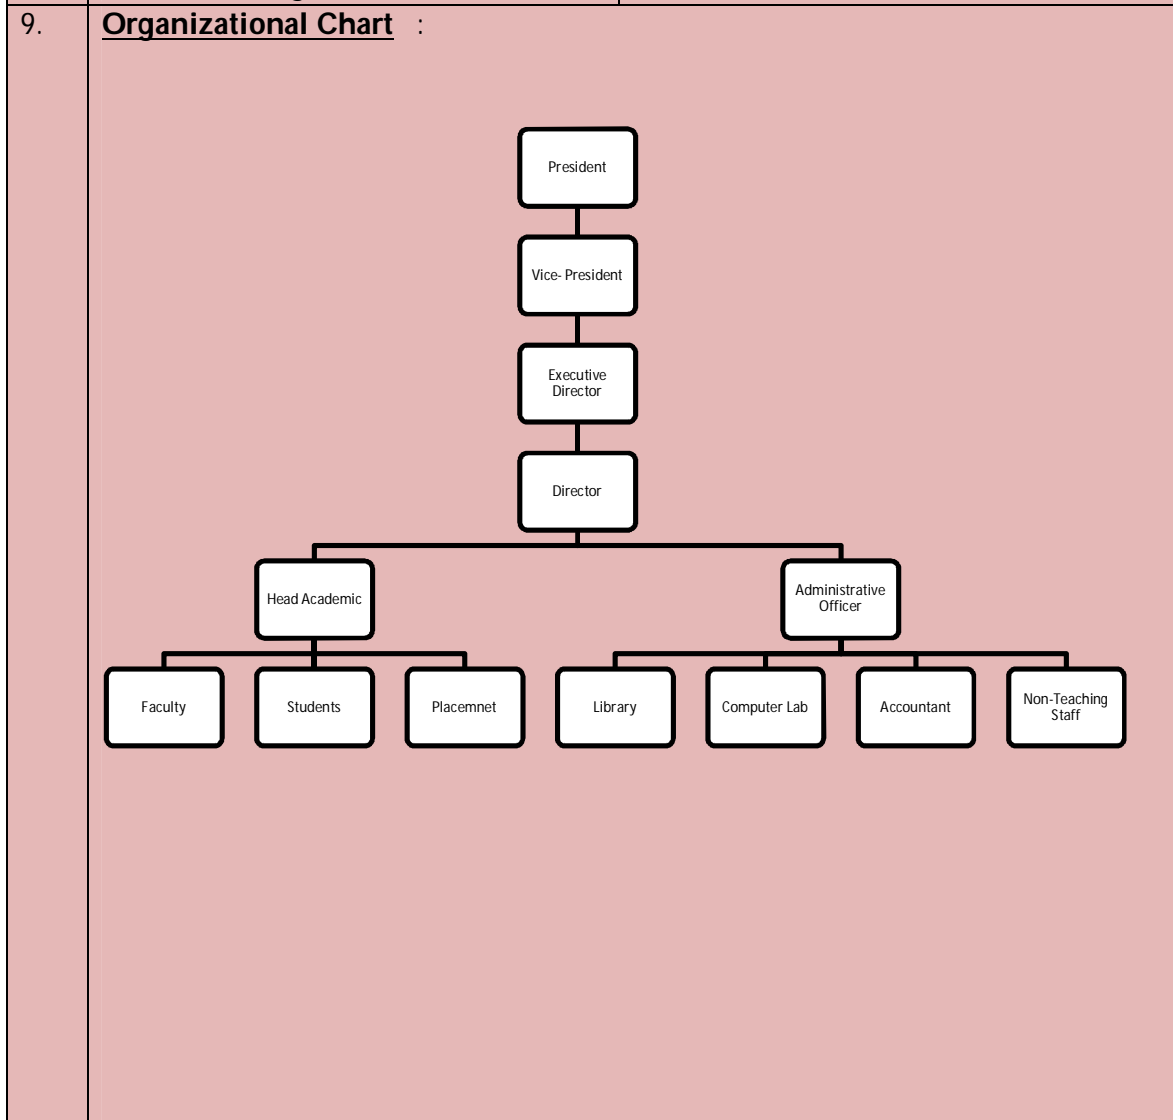 9. Organizational Chart :
President
Vice- President
Executive
Director
Director
Head Academic
Administrative
Officer
Faculty
Students
Placemnet
Library
Computer Lab
Accountant
Non-Teaching
Staff